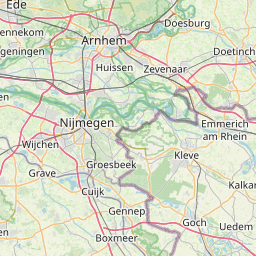 Ede
Doesburg
nnekom
Arnhem
geningen
Doetinch
Huissen
Zevenaar
Nijmegen
Emmerich
am Rhein
Wijchen
Kleve
Groesbeek
Grave
Cuijk
Kalkar
Gennep
Goch
Uedem
Boxmeer